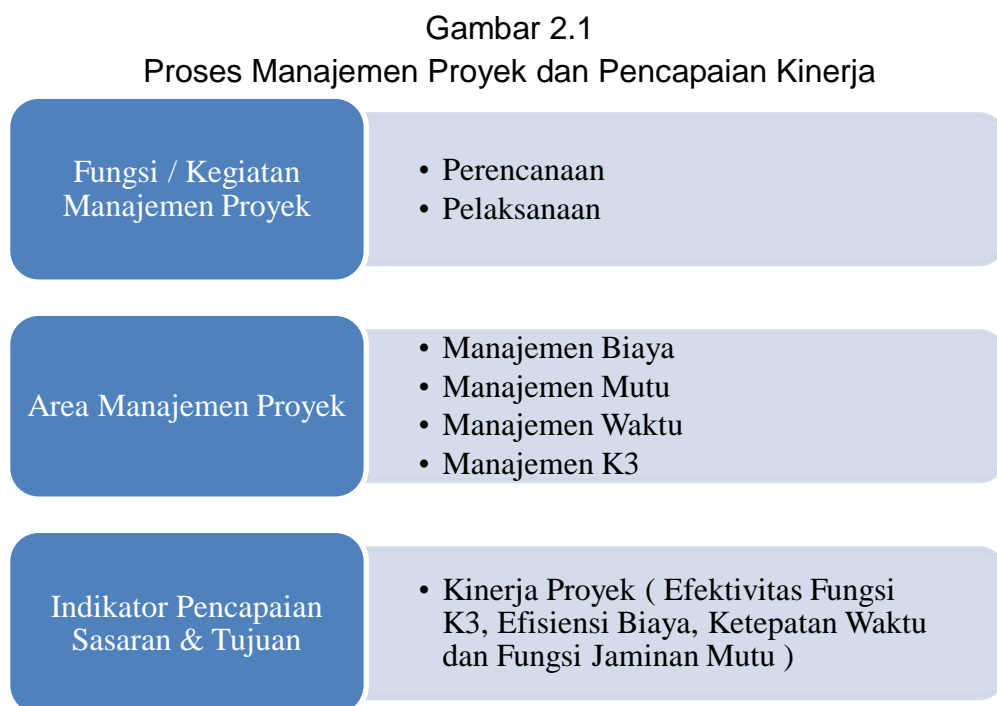 Gambar 2.1
Proses Manajemen Proyek dan Pencapaian Kinerja
Fungsi / Kegiatan
Manajemen Proyek
• Perencanaan
• Pelaksanaan
Area Manajemen Proyek
• Manajemen Biaya
• Manajemen Mutu
• Manajemen Waktu
• Manajemen K3
Indikator Pencapaian
Sasaran & Tujuan
• Kinerja Proyek ( Efektivitas Fungsi
K3, Efisiensi Biaya, Ketepatan Waktu
dan Fungsi Jaminan Mutu )